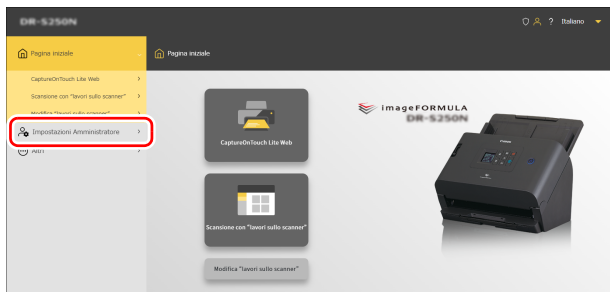 DR-S250N
? Italiano
Pagina iniziale
Pagina iniziale
CaptureOnTouch Lite Web
Scansione con "lavori sullo scanner"
Modifica "lavori sullo scanner"
Impostazioni Amministratore
Altri
CaptureOnTouch Lite Web
Scansione con "lavori sullo scanner"
Modifica "lavori sullo scanner"
imageFORMULA
DR-S250N
Canon